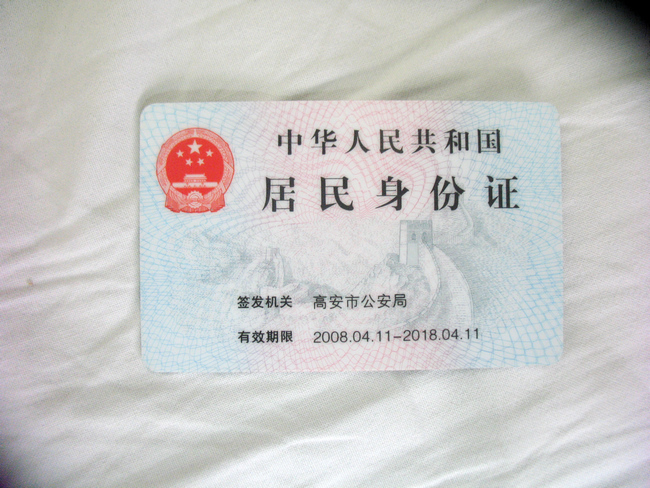 中华人民共和国
居民身份证
签发机关 高安市公安局
有效期限 2008.04.11-2018.04.11